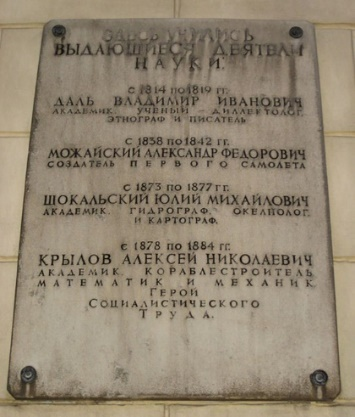 ЗДЕСЬ УЧИЛИСЬ
ВЫДАЮЩИЕСЯ ДЕЯТЕЛИ
НАУКИ:
С 1814 ПО 1819 ГГ.
ДАЛЬ ВЛАДИМИР ИВАНОВИЧ
АКАДЕМИК. УЧЕНЫЙ-ДИАЛЕКТОЛОГ.
ЭТНОГРАФ И ПИСАТЕЛЬ
С 1838 ПО 1842 ГГ.
МОЖАЙСКИЙ АЛЕКСАНДР ФЕДОРОВИЧ
СОЗДАТЕЛЬ ПЕРВОГО САМОЛЕТА
С 1873 ПО 1877 ГГ.
ШОКАЛЬСКИЙ ЮЛИЙ МИХАЙЛОВИЧ
АКАДЕМИК. ГИДРОГРАФ. ОКЕАНОЛОГ.
И КАРТОГРАФ.
С 1878 ПО 1884 ГГ.
КРЫЛОВ АЛЕКСЕЙ НИКОЛАЕВИЧ
АКАДЕМИК. КОРАБЛЕСТРОИТЕЛЬ
МАТЕМАТИК И МЕХАНИК.
ГЕРОЙ
СОЦИАЛИСТИЧЕСКОГО
ТРУДА.